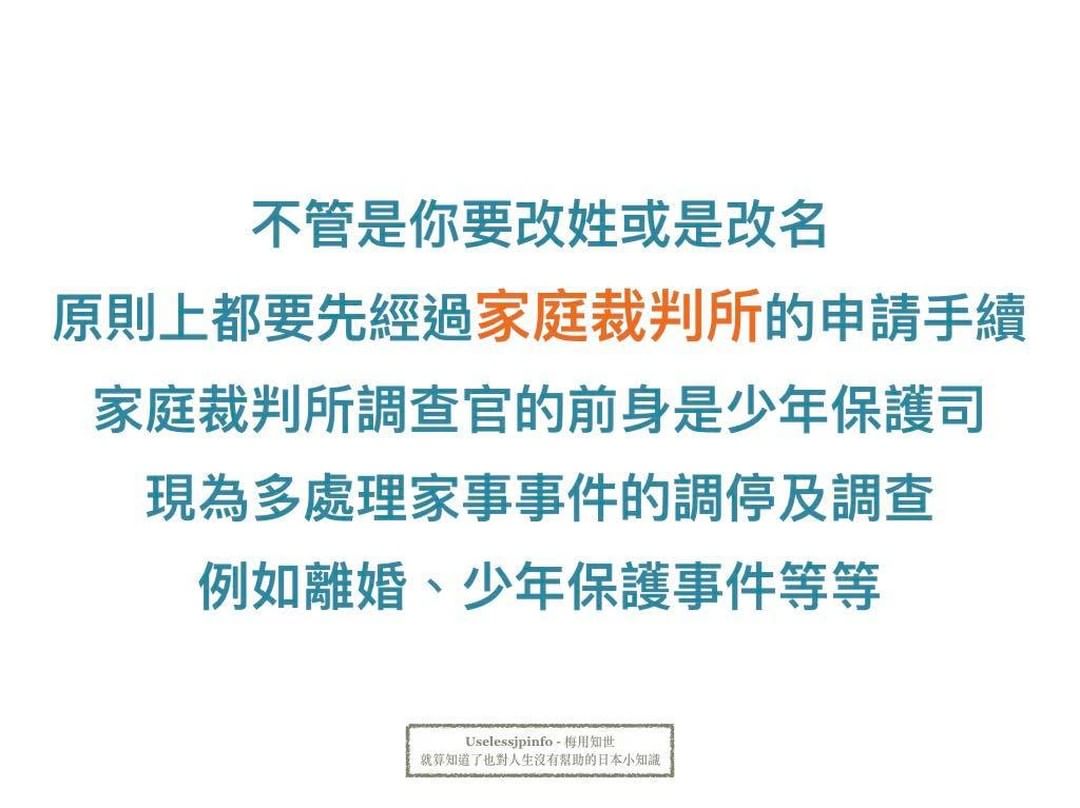 不管是你要改姓或是改名
原則上都要先經過家庭裁判所的申請手續
家庭裁判所調查官的前身是少年保護司
現為多處理家事事件的調停及調查
例如離婚、少年保護事件等等
Uselessjpinfo - 梅用知世
就算知道了也對人生沒有幫助的日本小知識